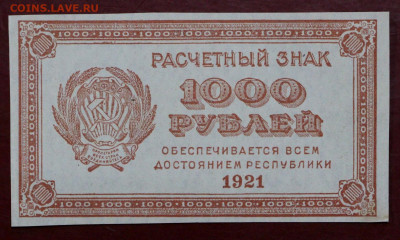 COINS.LAVE.RU
РАСЧЕТНЫЙ ЗНАК
1000
РУБЛЕЙ
ОБЕСПЕЧИВАЕТСЯ ВСЕМ
ДОСТОЯНИЕМ РЕСПУБЛИКИ
1921